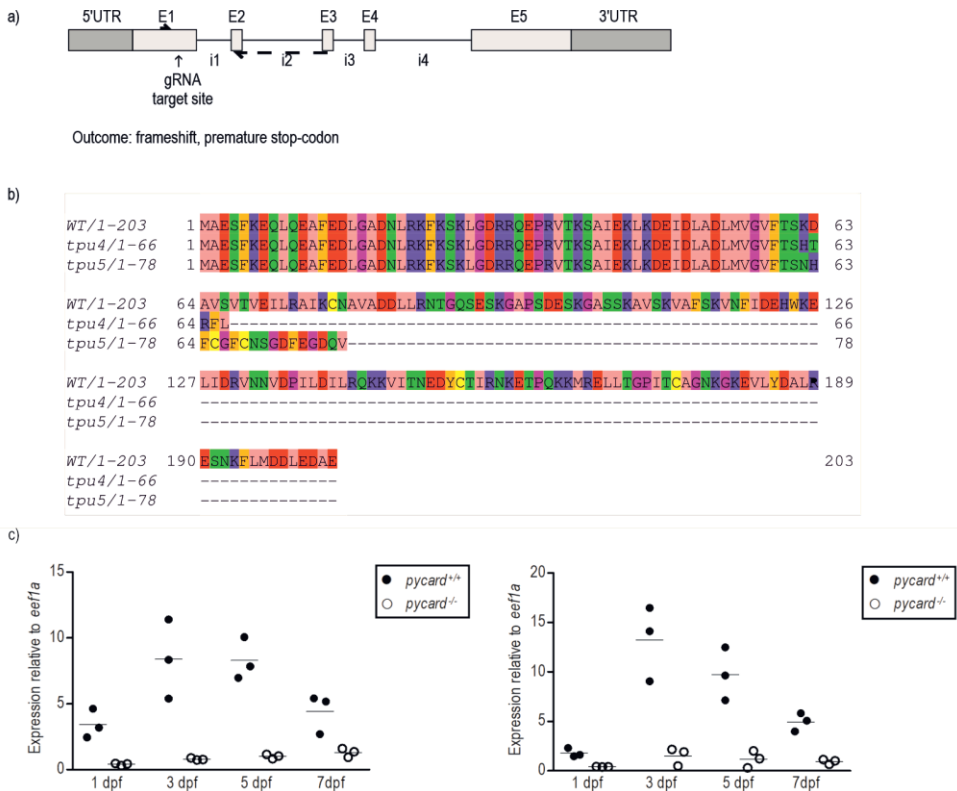 a)
5'UTR E1 E2 E3 E4 E5 3'UTR
i1 i2 i3 i4
gRNA
target site
Outcome: frameshift, premature stop-codon
b)
WT/1-203 1 MAESFKEQLQEAFEDLGADNLRKFKSKLGDRRQEPRVTKSAIEKLKDEIDLADLMVGVFTSKD 63
tpu4/1-66 1 MAESFKEQLQEAFEDLGADNLRKFKSKLGDRRQEPRVTKSAIEKLKDEIDLADLMVGVFTSHT 63
tpu5/1-78 1 MAESFKEQLQEAFEDLGADNLRKFKSKLGDRRQEPRVTKSAIEKLKDEIDLADLMVGVFTSNH 63
WT/1-203 64 AVSVTVEILRAIKCNAVADDLLRNTGQSESKGAPSDESKGASSKAVSKVAFSKVNFIDEHWKE 126
tpu4/1-66 64 RFL------------------------------------------------------------ 66
tpu5/1-78 64 FCGFCNSGDFEGDQV------------------------------------------------ 78
WT/1-203 127 LIDRVNNVDPILDILRQKKVITNEDYCTIRNKETPQKKMRELLTGPITCAGNKGKEVLYDALK 189
tpu4/1-66 ---------------------------------------------------------------
tpu5/1-78 ---------------------------------------------------------------
WT/1-203 190 ESNKFLMDDLEDAE 203
tpu4/1-66 --------------
tpu5/1-78 --------------
c)
Expression relative to eef1a
15
10
5
0
1 dpf 3 dpf 5 dpf 7dpf
pycard+/+
pycard-/-
Expression relative to eef1a
20
15
10
5
0
1 dpf 3 dpf 5 dpf 7dpf
pycard+/+
pycard-/-